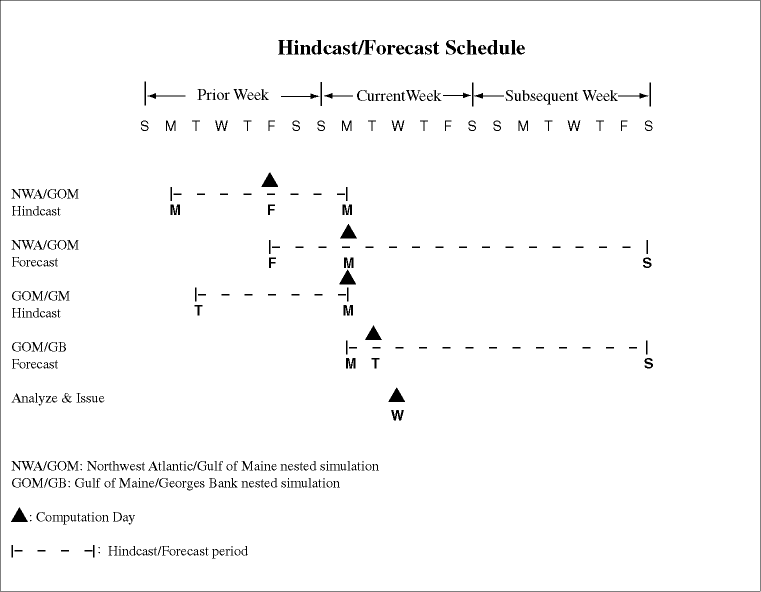 Hindcast/Forecast Schedule
Prior Week CurrentWeek Subsequent Week
S M T W T F S S M T W T F S S M T W T F S
NWA/GOM
Hindcast M F M
NWA/GOM
Forecast F M S
GOM/GM
Hindcast T M
GOM/GB
Forecast M T S
Analyze & Issue
W
NWA/GOM: Northwest Atlantic/Gulf of Maine nested simulation
GOM/GB: Gulf of Maine/Georges Bank nested simulation
: Computation Day
: Hindcast/Forecast period